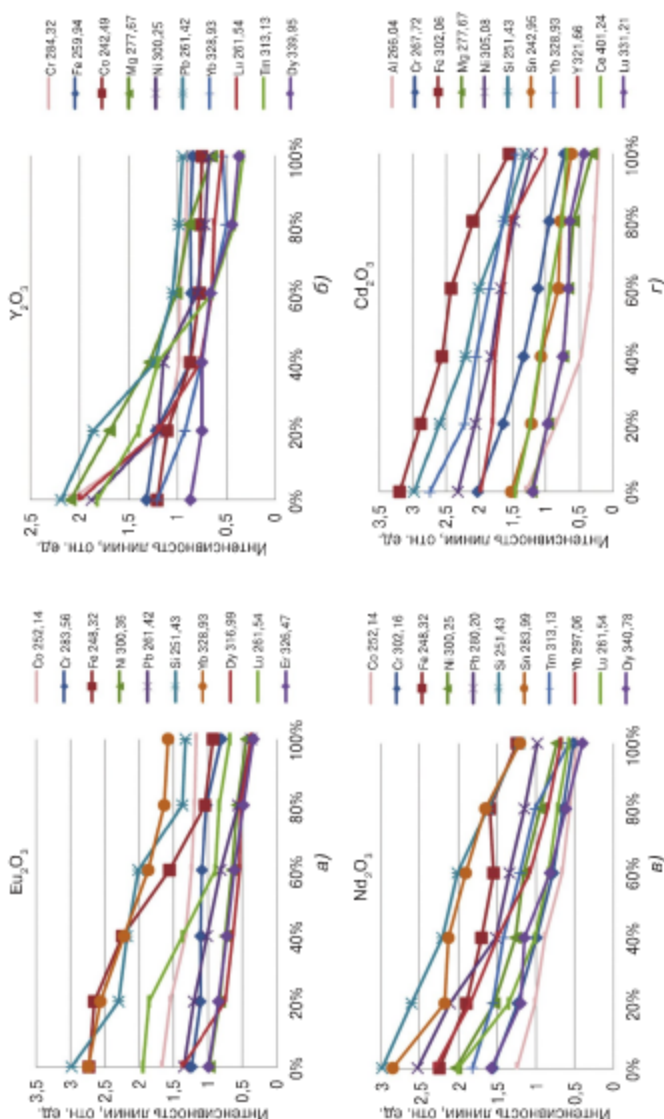 Eu₂O₃
Интенсивность линии, отн. ед.
3,5
3
2,5
2
1,5
1
0,5
0
0%
20%
40%
60%
80%
100%
а)
Co 252,14
Cr 283,56
Fe 248,32
Ni 300,36
Pb 261,42
Si 251,43
Yb 328,93
Dy 316,99
Lu 261,54
Er 326,47
Y₂O₃
Интенсивность линии, отн. ед.
2,5
2
1,5
1
0,5
0
0%
20%
40%
60%
80%
100%
б)
Cr 284,32
Fe 259,94
Co 242,49
Mg 277,67
Ni 300,25
Pb 261,42
Yb 328,93
Lu 261,54
Tm 313,13
Dy 339,95
Nd₂O₃
Интенсивность линии, отн. ед.
3
2,5
2
1,5
1
0,5
0
0%
20%
40%
60%
80%
100%
в)
Co 252,14
Cr 302,16
Fe 248,32
Ni 300,25
Pb 280,20
Si 251,43
Sn 283,99
Tm 313,13
Yb 297,06
Lu 261,54
Dy 340,78
Cd₂O₃
Интенсивность линии, отн. ед.
3,5
3
2,5
2
1,5
1
0,5
0
0%
20%
40%
60%
80%
100%
г)
Al 266,04
Cr 267,72
Fe 302,06
Mg 277,67
Ni 305,08
Si 251,43
Sn 242,95
Yb 328,93
Y 321,66
Ce 401,24
Lu 331,21